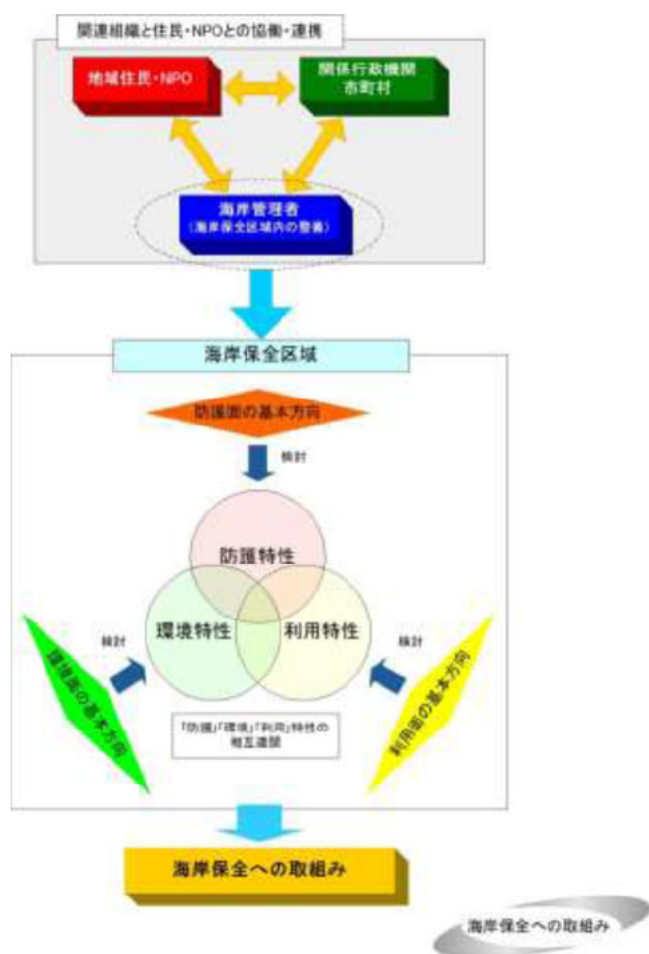 関連組織と住民・NPOとの協働・連携
地域住民・NPO
関係行政機関
市町村
海岸管理者
(海岸保全区域内の整備)
海岸保全区域
防護面の基本方向
検討
防護特性
環境特性
利用特性
検討
検討
環境面の基本方向
利用面の基本方向
「防護」「環境」「利用」特性の
相互連関
海岸保全への取組み
海岸保全への取組み